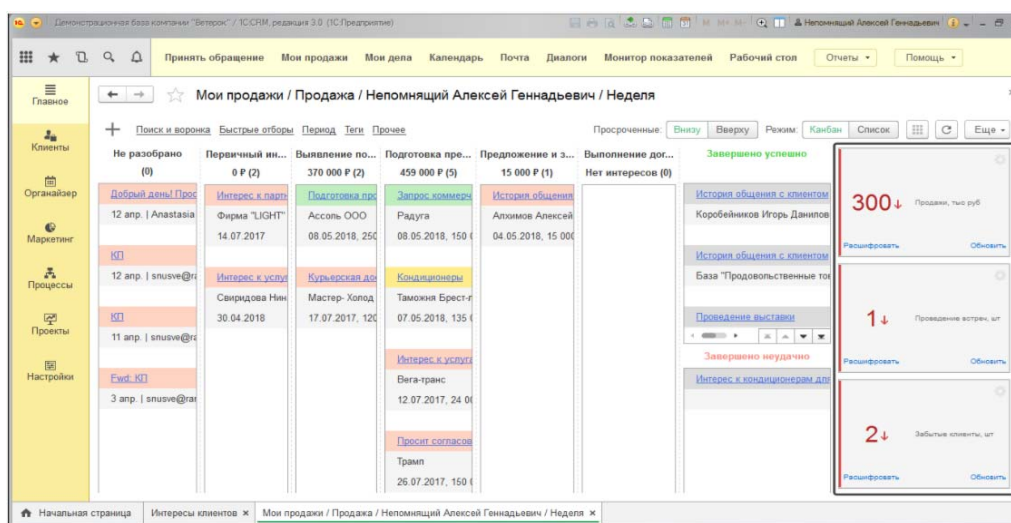 Демонстрационная база компании "Ветерок" / 1С:CRM, редакция 3.0 (1С:Предприятие)
M M+ M-
Непомнящий Алексей Геннадьевич
Принять обращение Мои продажи Мои дела Календарь Почта Диалоги Монитор показателей Рабочий стол Отчеты Помощь
Главное
Клиенты
Органайзер
Маркетинг
Процессы
Проекты
Настройки
Мои продажи / Продажа / Непомнящий Алексей Геннадьевич / Неделя
Поиск и воронка Быстрые отборы Период Теги Прочее
Просроченные: Внизу Вверху Режим: Канбан Список Еще
Не разобрано
(0)
Добрый день! Прос
12 апр. | Anastasia
КП
12 апр. | snusve@ra
КП
11 апр. | snusve@ra
Fwd: КП
3 апр. | snusve@rar
Первичный ин...
0 ₽ (2)
Интерес к партн
Фирма "LIGHT"
14.07.2017
Интерес к услуг
Свиридова Нин
30.04.2018
Выявление по...
370 000 ₽ (2)
Подготовка про
Ассоль ООО
08.05.2018, 250
Курьерская дос
Мастер- Холод
17.07.2017, 120
Подготовка пре...
459 000 ₽ (5)
Запрос коммерч
Радуга
08.05.2018, 150 0
Кондиционеры
Таможня Брест-л
07.05.2018, 135 0
Интерес к услуга
Вега-транс
12.07.2017, 24 00
Просит согласов
Трамп
26.07.2017, 150 0
Предложение и з...
15 000 ₽ (1)
История общения
Алхимов Алексей
04.05.2018, 15 000
Выполнение дог...
Нет интересов (0)
Завершено успешно
История общения с клиентом
Коробейников Игорь Данилов
История общения с клиентом
База "Продовольственные тов
Проведение выставки
Завершено неудачно
Интерес к кондиционерам для
300↓ Продажи, тыс руб
Расшифровать Обновить
1↓ Проведение встреч, шт
Расшифровать Обновить
2↓ Забытые клиенты, шт
Расшифровать Обновить
Начальная страница Интересы клиентов × Мои продажи / Продажа / Непомнящий Алексей Геннадьевич / Неделя ×